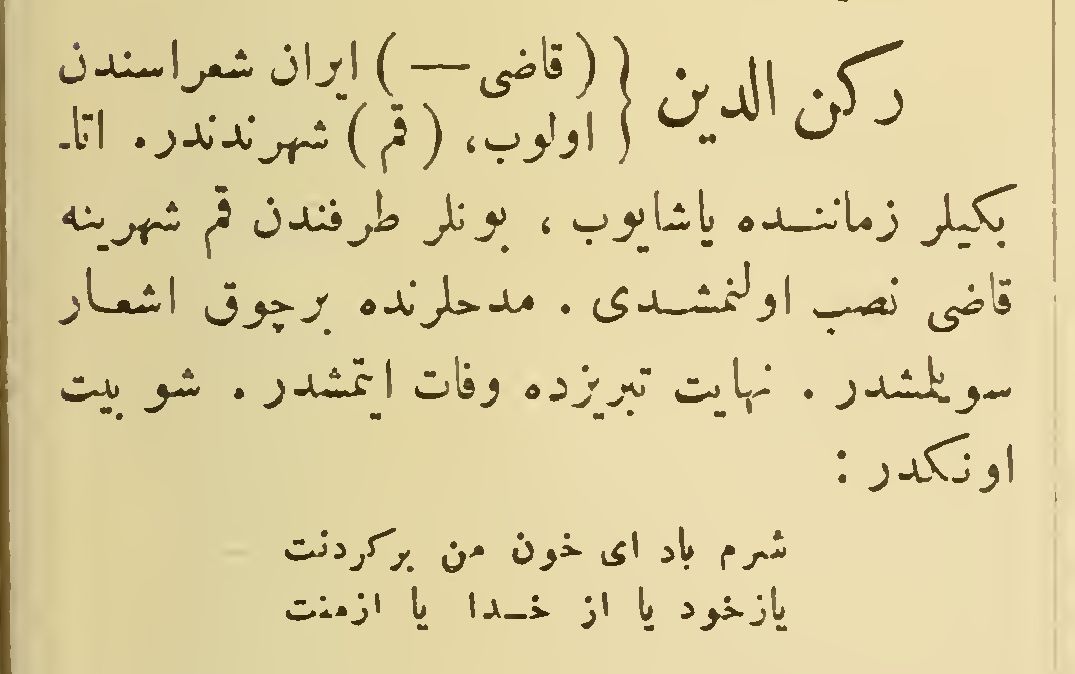 ركن الدين { (قاضى—) ايران شعراسندن
اولوب، (قم) شهرندندر. اتا-
بكيلر زماننده ياشايوب، بونلر طرفندن قم شهرينه
قاضى نصب اولنمشدى. مدحلرنده برچوق اشعار
سويلمشدر. نهايت تبريزده وفات ايتمشدر. شو بيت
اونكدر:
شرم باد اى خون من بركردنت
يازخود يا از خدا يا ازمنت